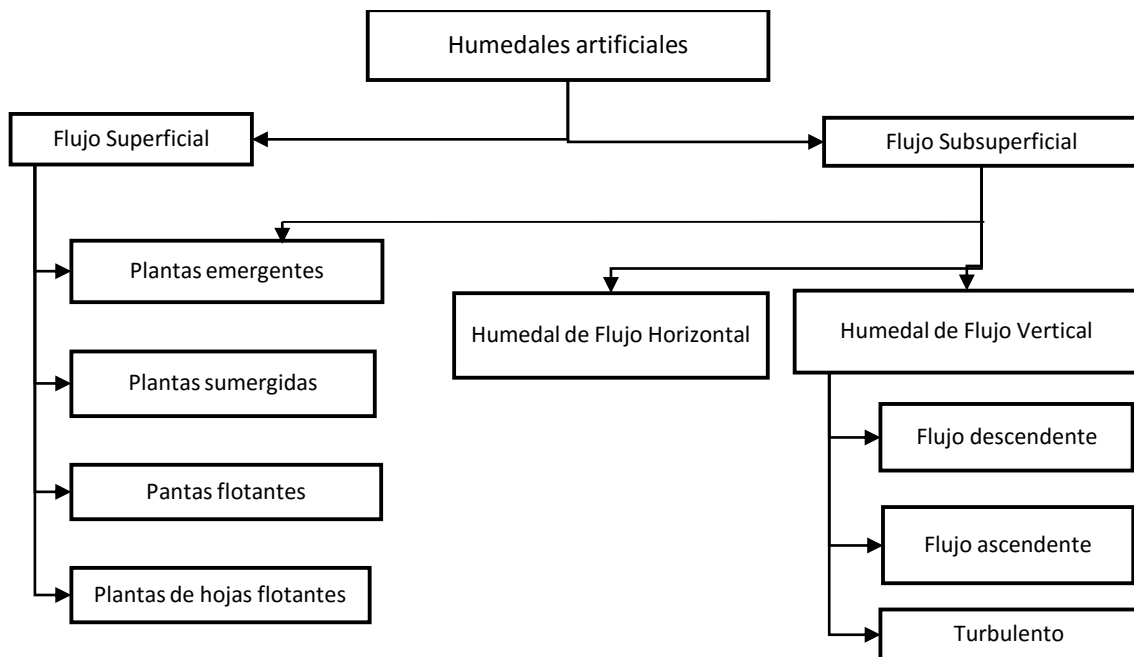 Humedales artificiales
Flujo Superficial
Flujo Subsuperficial
Plantas emergentes
Humedal de Flujo Horizontal
Humedal de Flujo Vertical
Plantas sumergidas
Flujo descendente
Pantas flotantes
Flujo ascendente
Plantas de hojas flotantes
Turbulento